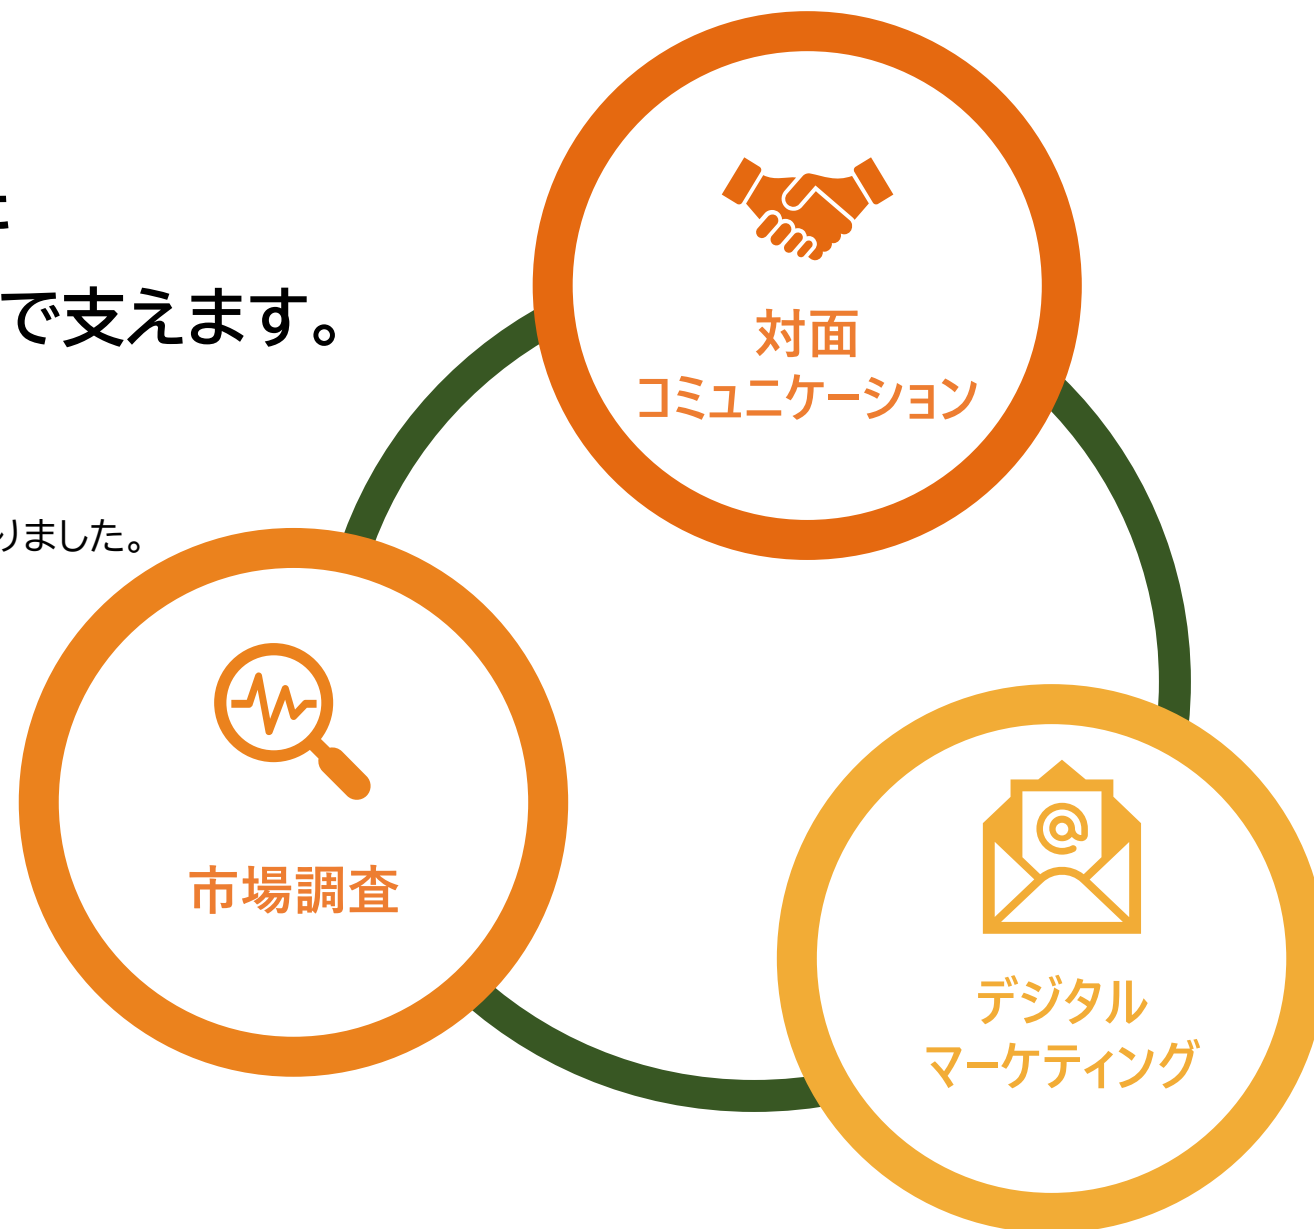 で支えます。
りました。
対面
コミュニケーション
市場調査
デジタル
マーケティング